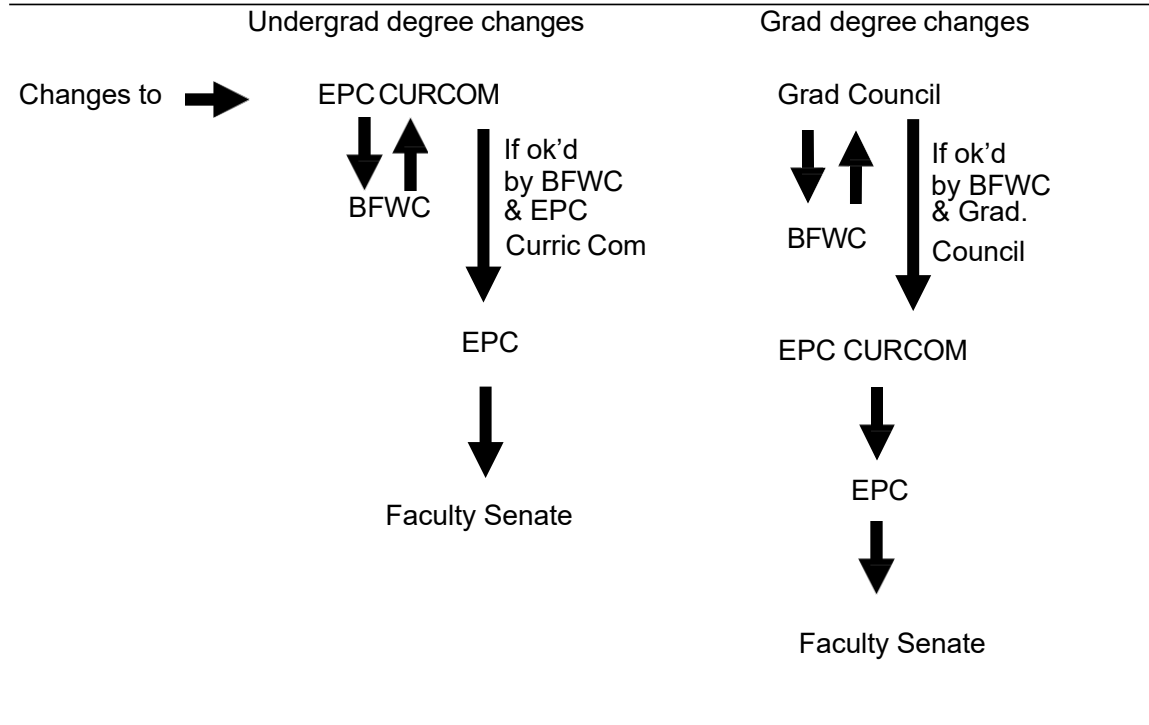 Undergrad degree changes
Grad degree changes
Changes to
EPC CURCOM
If ok’d
by BFWC
& EPC
Curric Com
BFWC
EPC
Faculty Senate
Grad Council
If ok’d
by BFWC
& Grad.
Council
BFWC
EPC CURCOM
EPC
Faculty Senate